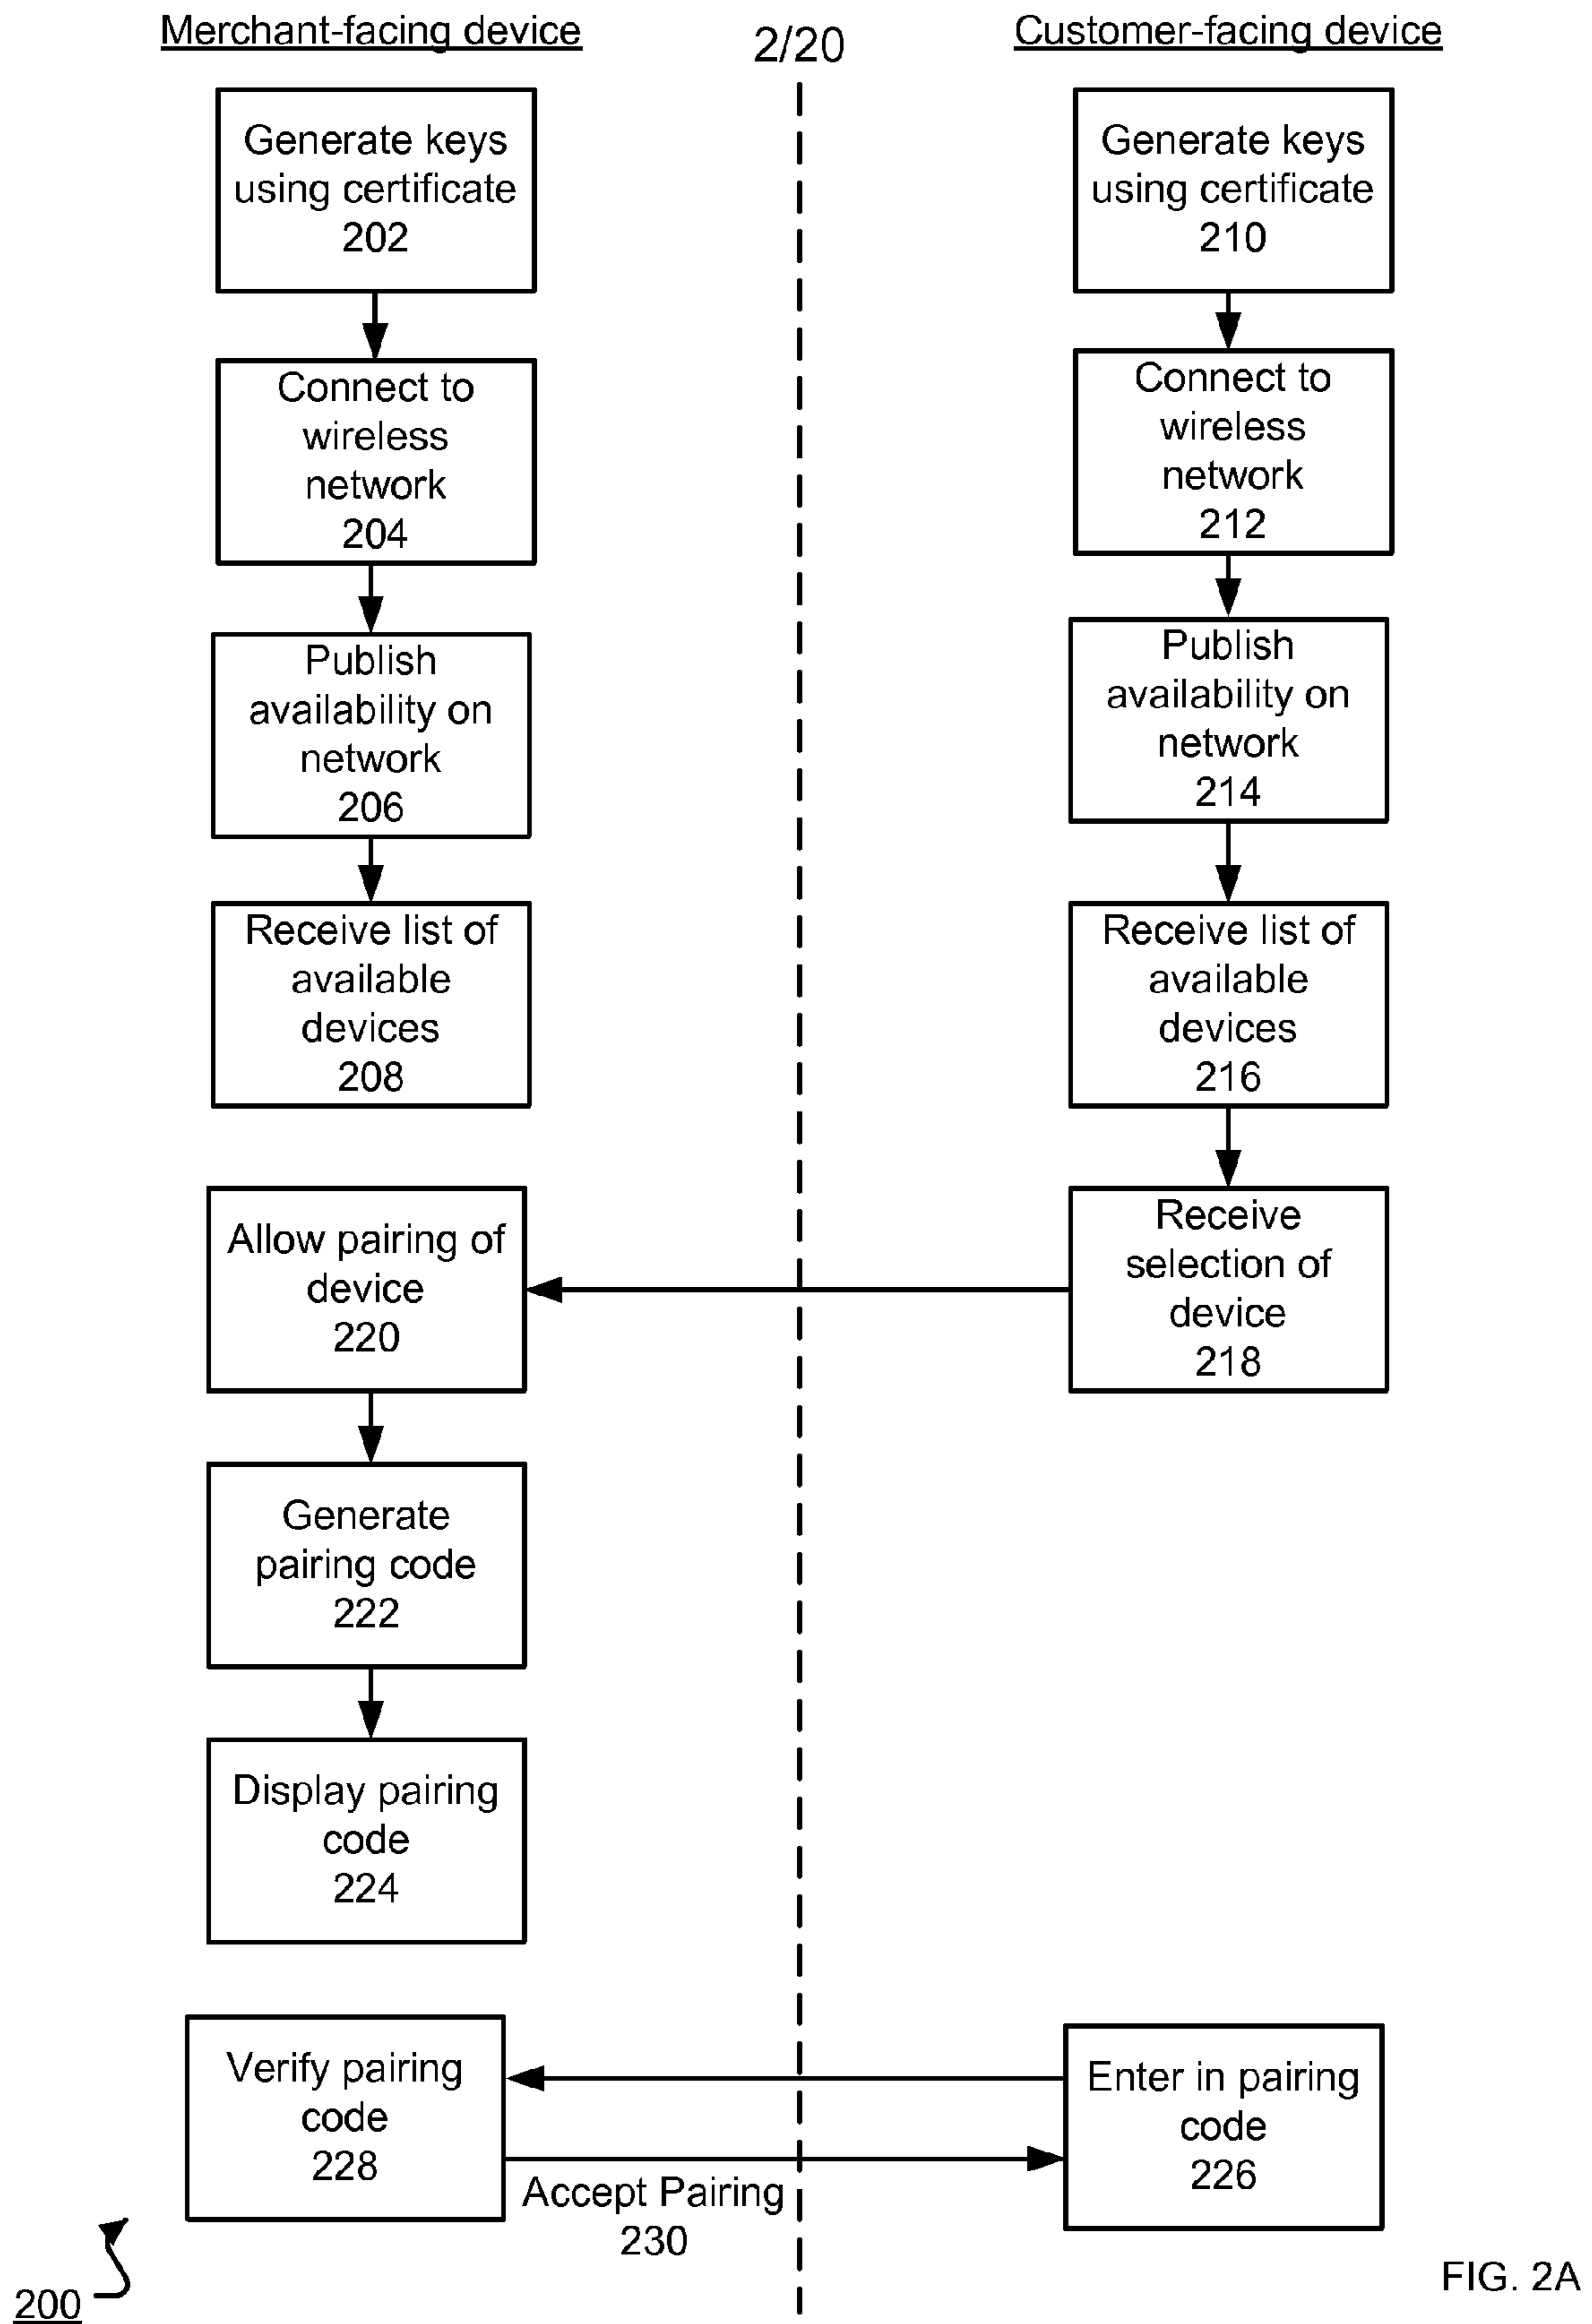 Merchant-facing device
2/20
Customer-facing device
Generate keys
using certificate
202
Connect to
wireless
network
204
Publish
availability on
network
206
Receive list of
available
devices
208
Generate keys
using certificate
210
Connect to
wireless
network
212
Publish
availability on
network
214
Receive list of
available
devices
216
Receive
selection of
device
218
Allow pairing of
device
220
Generate
pairing code
222
Display pairing
code
224
Enter in pairing
code
226
Verify pairing
code
228
Accept Pairing
230
200
FIG. 2A